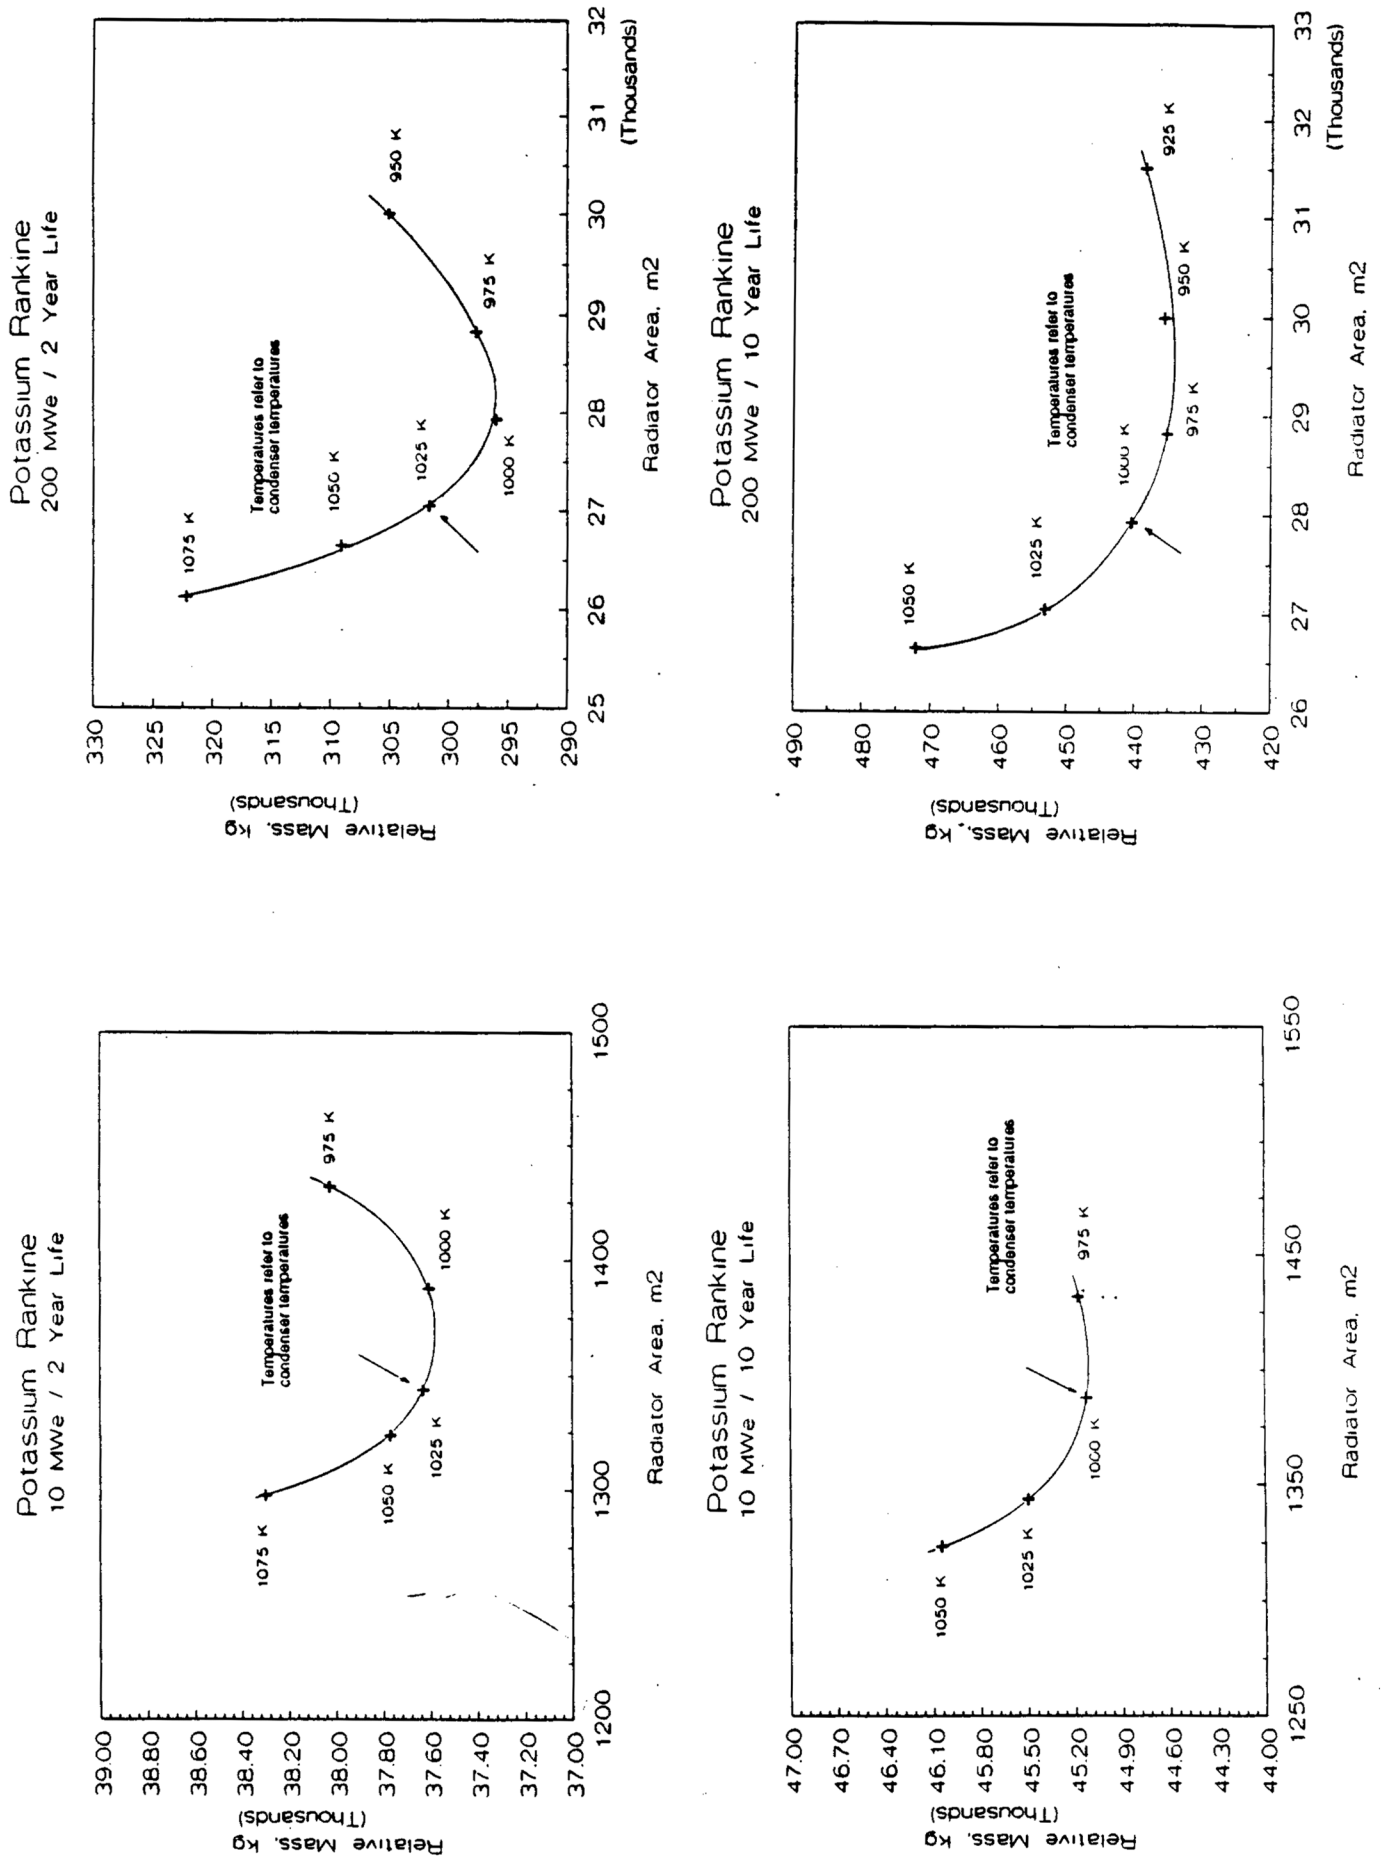 Potassium Rankine
10 MWe / 2 Year Life
39.00
38.80
38.60
38.40
38.20
38.00
37.80
37.60
37.40
37.20
37.00
Relative Mass, kg
(Thousands)
1075 K
1050 K
1025 K
1000 K
975 K
Temperatures refer to
condenser temperatures
1200
1300
1400
1500
Radiator Area, m2
Potassium Rankine
200 MWe / 2 Year Life
330
325
320
315
310
305
300
295
290
Relative Mass, kg
(Thousands)
1075 K
1050 K
1025 K
1000 K
975 K
950 K
Temperatures refer to
condenser temperatures
25
26
27
28
29
30
31
32
(Thousands)
Radiator Area, m2
Potassium Rankine
10 MWe / 10 Year Life
47.00
46.70
46.40
46.10
45.80
45.50
45.20
44.90
44.60
44.30
44.00
Relative Mass, kg
(Thousands)
1050 K
1025 K
1000 K
975 K
Temperatures refer to
condenser temperatures
1250
1350
1450
1550
Radiator Area, m2
Potassium Rankine
200 MWe / 10 Year Life
490
480
470
460
450
440
430
420
Relative Mass, kg
(Thousands)
1050 K
1025 K
1000 K
975 K
950 K
925 K
Temperatures refer to
condenser temperatures
26
27
28
29
30
31
32
33
(Thousands)
Radiator Area, m2